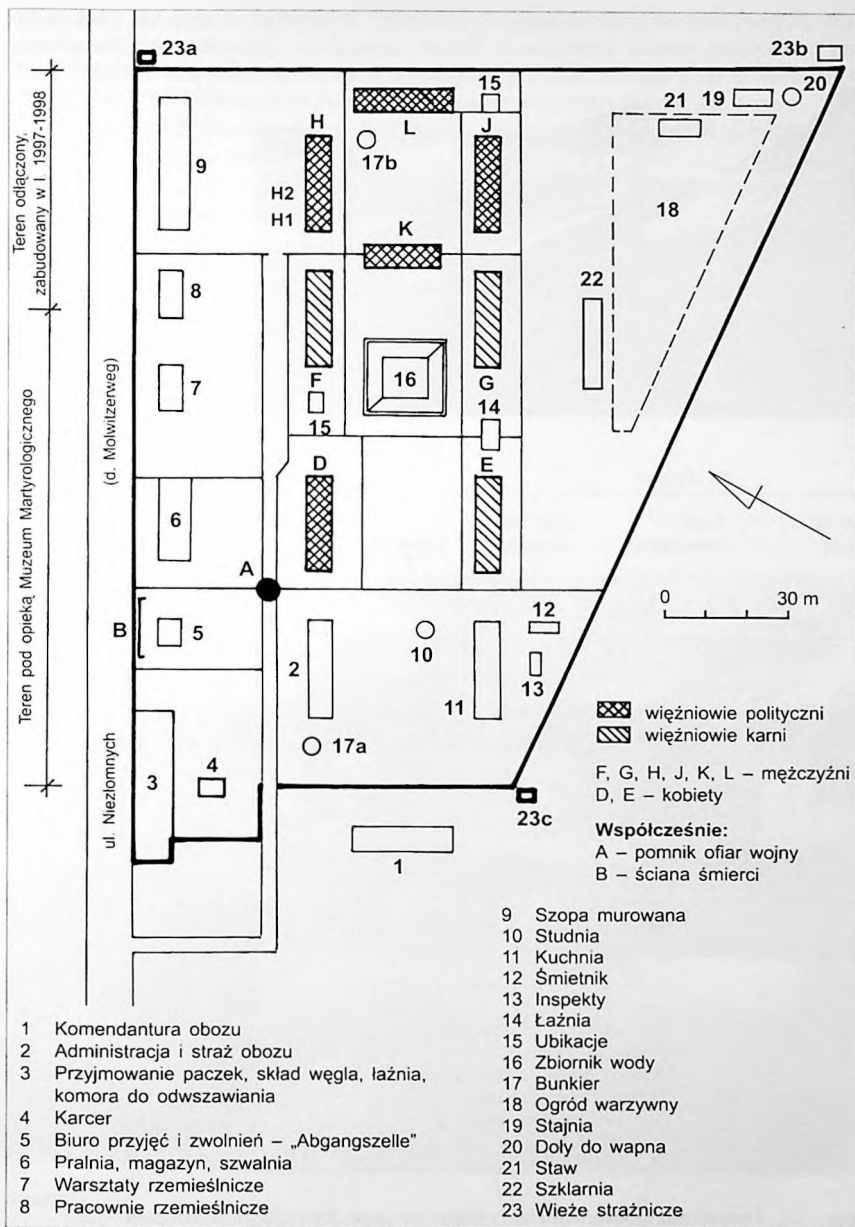 23a
23b
15
21
19
20
H
L
J
17b
9
H2
H1
18
K
8
22
7
F
16
G
15
14
D
E
6
A
B
5
2
10
12
11
13
17a
3
4
23c
1
Teren odłączony,
zabudowany w l. 1997-1998
Teren pod opieką Muzeum Martyrologicznego
(d. Molwitzerweg)
ul. Niezłomnych
0 30 m
więźniowie polityczni
więźniowie karni
F, G, H, J, K, L – mężczyźni
D, E – kobiety
Współcześnie:
A – pomnik ofiar wojny
B – ściana śmierci
1 Komendantura obozu
2 Administracja i straż obozu
3 Przyjmowanie paczek, skład węgla, łaźnia,
komora do odwszawiania
4 Karcer
5 Biuro przyjęć i zwolnień – „Abgangszelle”
6 Pralnia, magazyn, szwalnia
7 Warsztaty rzemieślnicze
8 Pracownie rzemieślnicze
9 Szopa murowana
10 Studnia
11 Kuchnia
12 Śmietnik
13 Inspekty
14 Łaźnia
15 Ubikacje
16 Zbiornik wody
17 Bunkier
18 Ogród warzywny
19 Stajnia
20 Doły do wapna
21 Staw
22 Szklarnia
23 Wieże strażnicze